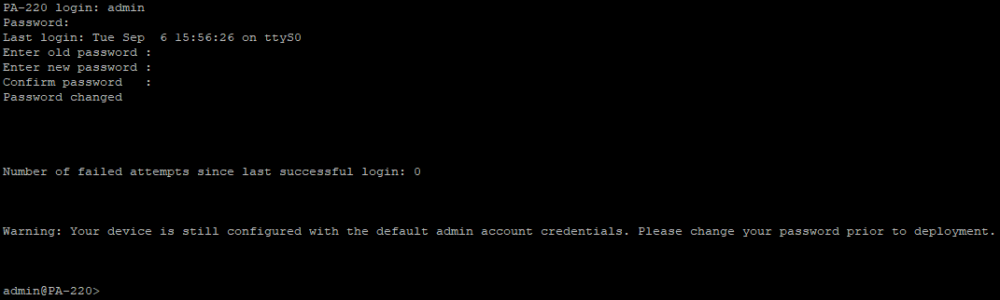 PA-220 login: admin
Password:
Last login: Tue Sep  6 15:56:26 on ttyS0
Enter old password :
Enter new password :
Confirm password   :
Password changed
Number of failed attempts since last successful login: 0
Warning: Your device is still configured with the default admin account credentials. Please change your password prior to deployment.
admin@PA-220>